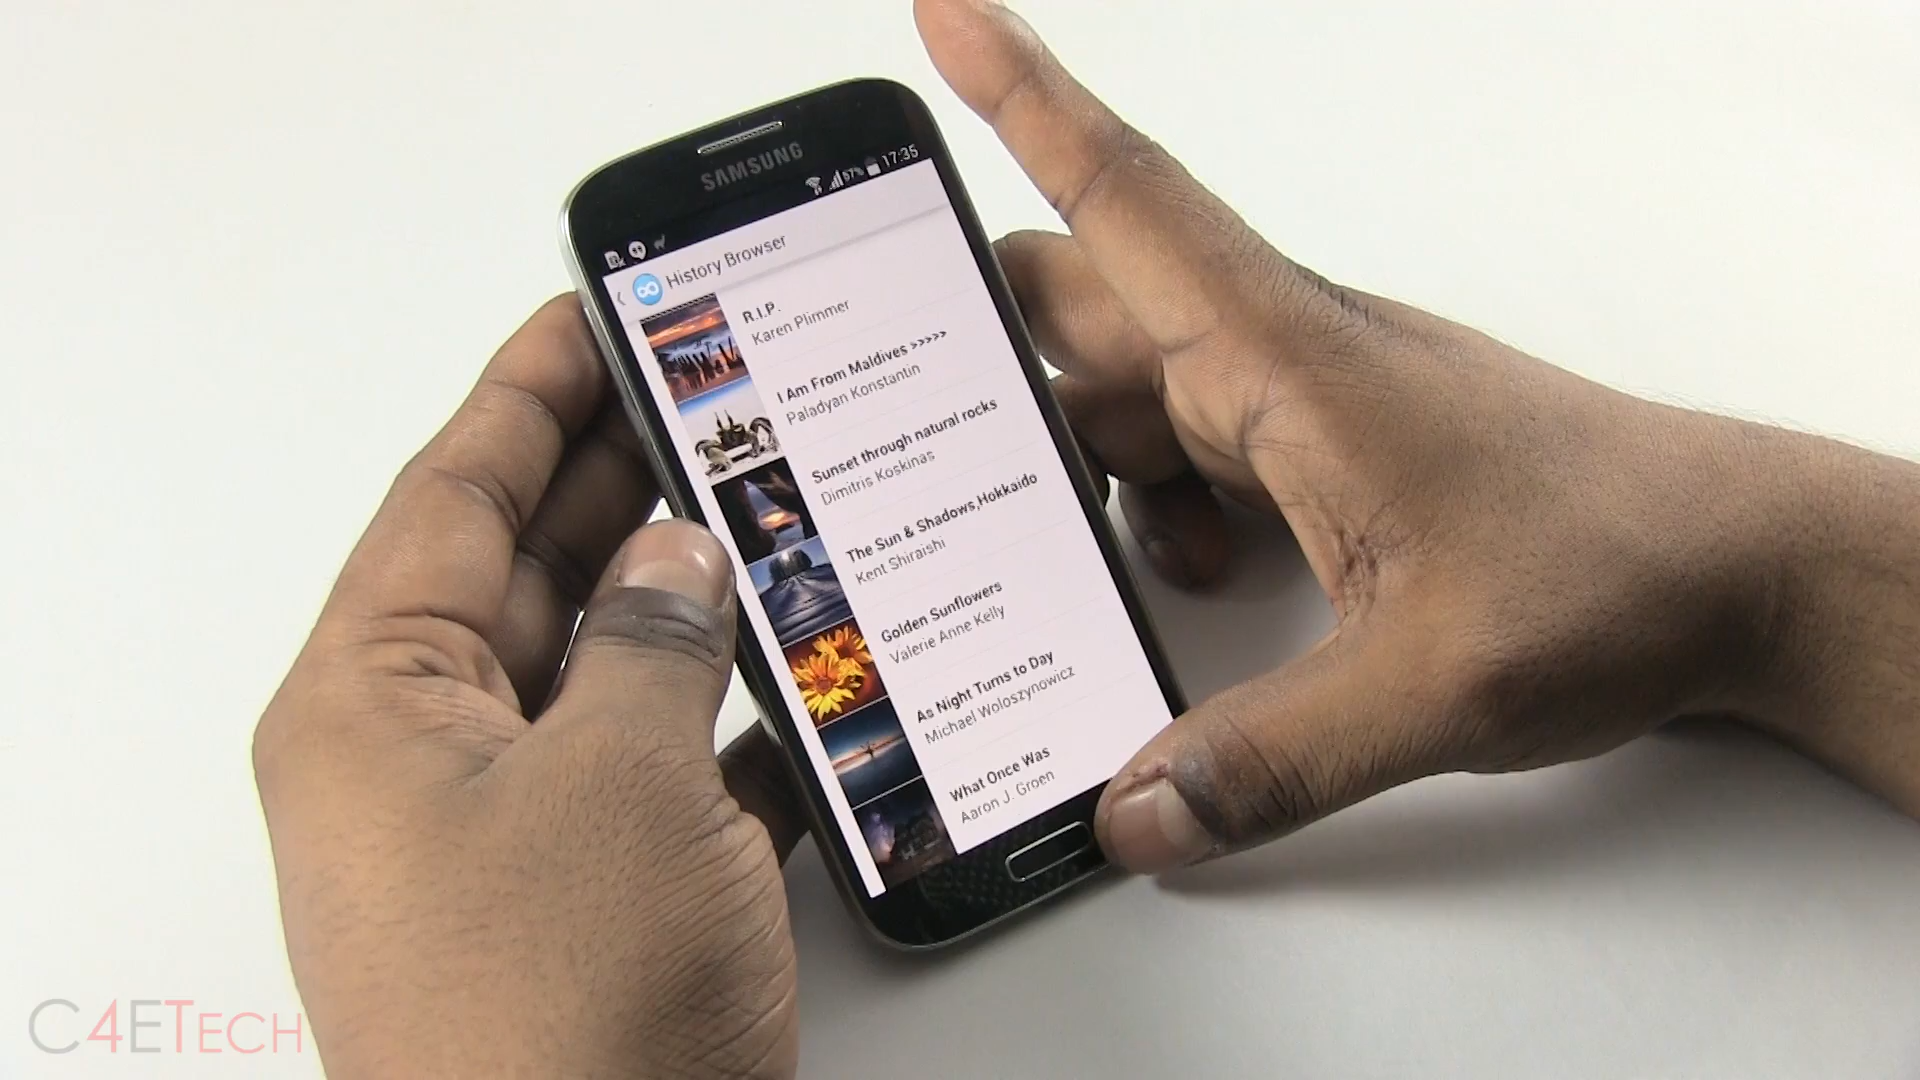 SAMSUNG
57% 17:35
History Browser
R.I.P.
Karen Plimmer
I Am From Maldives >>>>>
Paladyan Konstantin
Sunset through natural rocks
Dimitris Koskinas
The Sun & Shadows,Hokkaido
Kent Shiraishi
Golden Sunflowers
Valerie Anne Kelly
As Night Turns to Day
Michael Woloszynowicz
What Once Was
Aaron J. Groen
C4ETECH